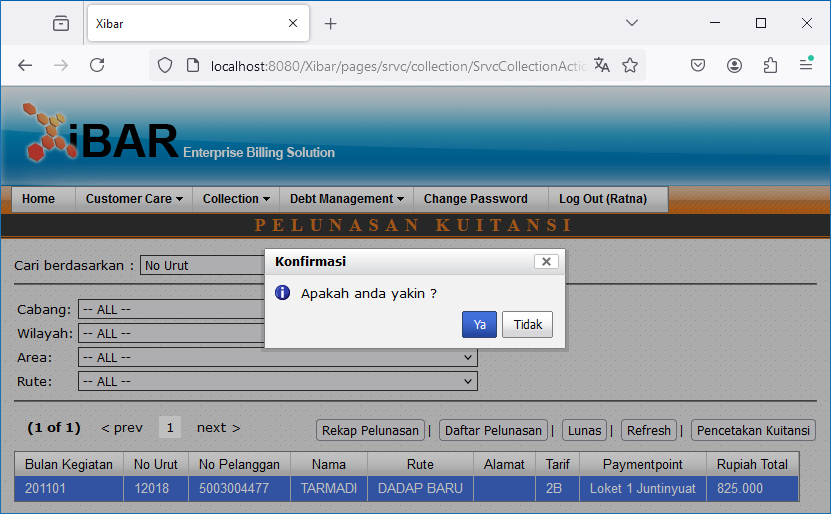 Xibar
localhost:8080/Xibar/pages/srvc/collection/SrvcCollectionActio
iBAR Enterprise Billing Solution
Home Customer Care Collection Debt Management Change Password Log Out (Ratna)
PELUNASAN KUITANSI
Cari berdasarkan : No Urut
Konfirmasi
Apakah anda yakin ?
Ya Tidak
Cabang: -- ALL --
Wilayah: -- ALL --
Area: -- ALL --
Rute: -- ALL --
(1 of 1) < prev 1 next > Rekap Pelunasan | Daftar Pelunasan | Lunas | Refresh | Pencetakan Kuitansi
Bulan Kegiatan No Urut No Pelanggan Nama Rute Alamat Tarif Paymentpoint Rupiah Total
201101 12018 5003004477 TARMADI DADAP BARU 2B Loket 1 Juntinyuat 825.000